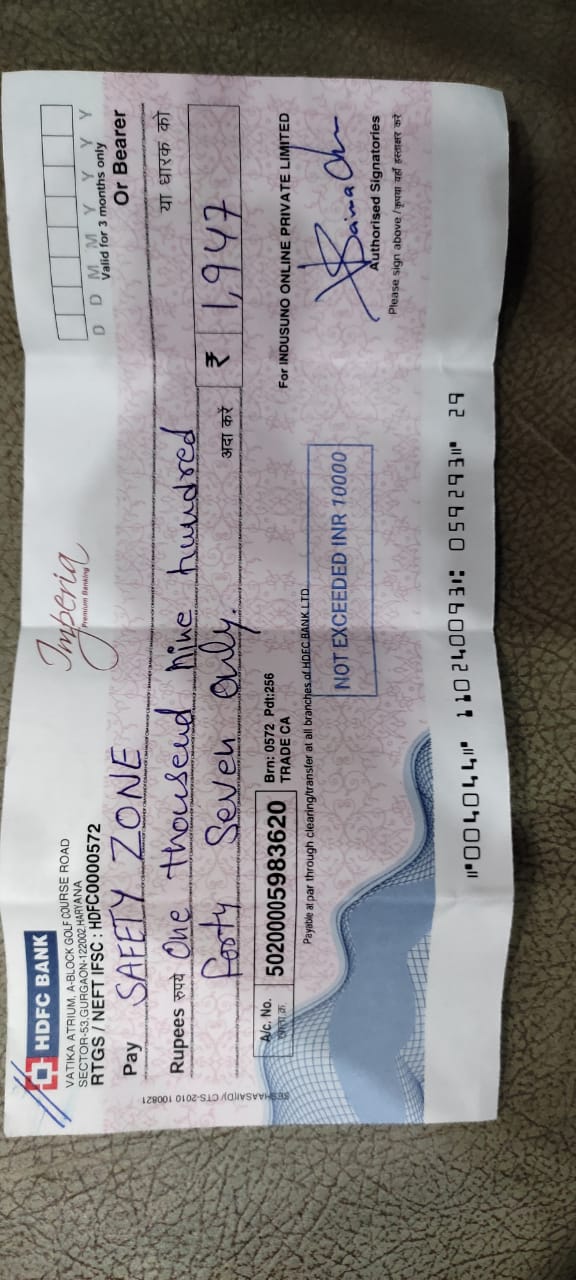 HDFC BANK
VATIKA ATRIUM, A-BLOCK GOLF COURSE ROAD
SECTOR-53, GURGAON-122002, HARYANA
RTGS / NEFT IFSC : HDFC0000572
Imperia
Premium Banking
D D M M Y Y Y Y
Valid for 3 months only
Pay SAFETY ZONE Or Bearer
या धारक को
Rupees रुपये One thousand Nine hundred
forty Seven only. अदा करें ₹ 1,947
A/c. No. 50200005983620 Brn: 0572 Pdt:256
TRADE CA
For INDUSUNO ONLINE PRIVATE LIMITED
Payable at par through clearing/transfer at all branches of HDFC BANK LTD
NOT EXCEEDED INR 10000
Authorised Signatories
Please sign above / कृपया यहाँ हस्ताक्षर करें
CTS-2010 100821
⑈004044⑈ 110240093⑆ 059293⑈ 29